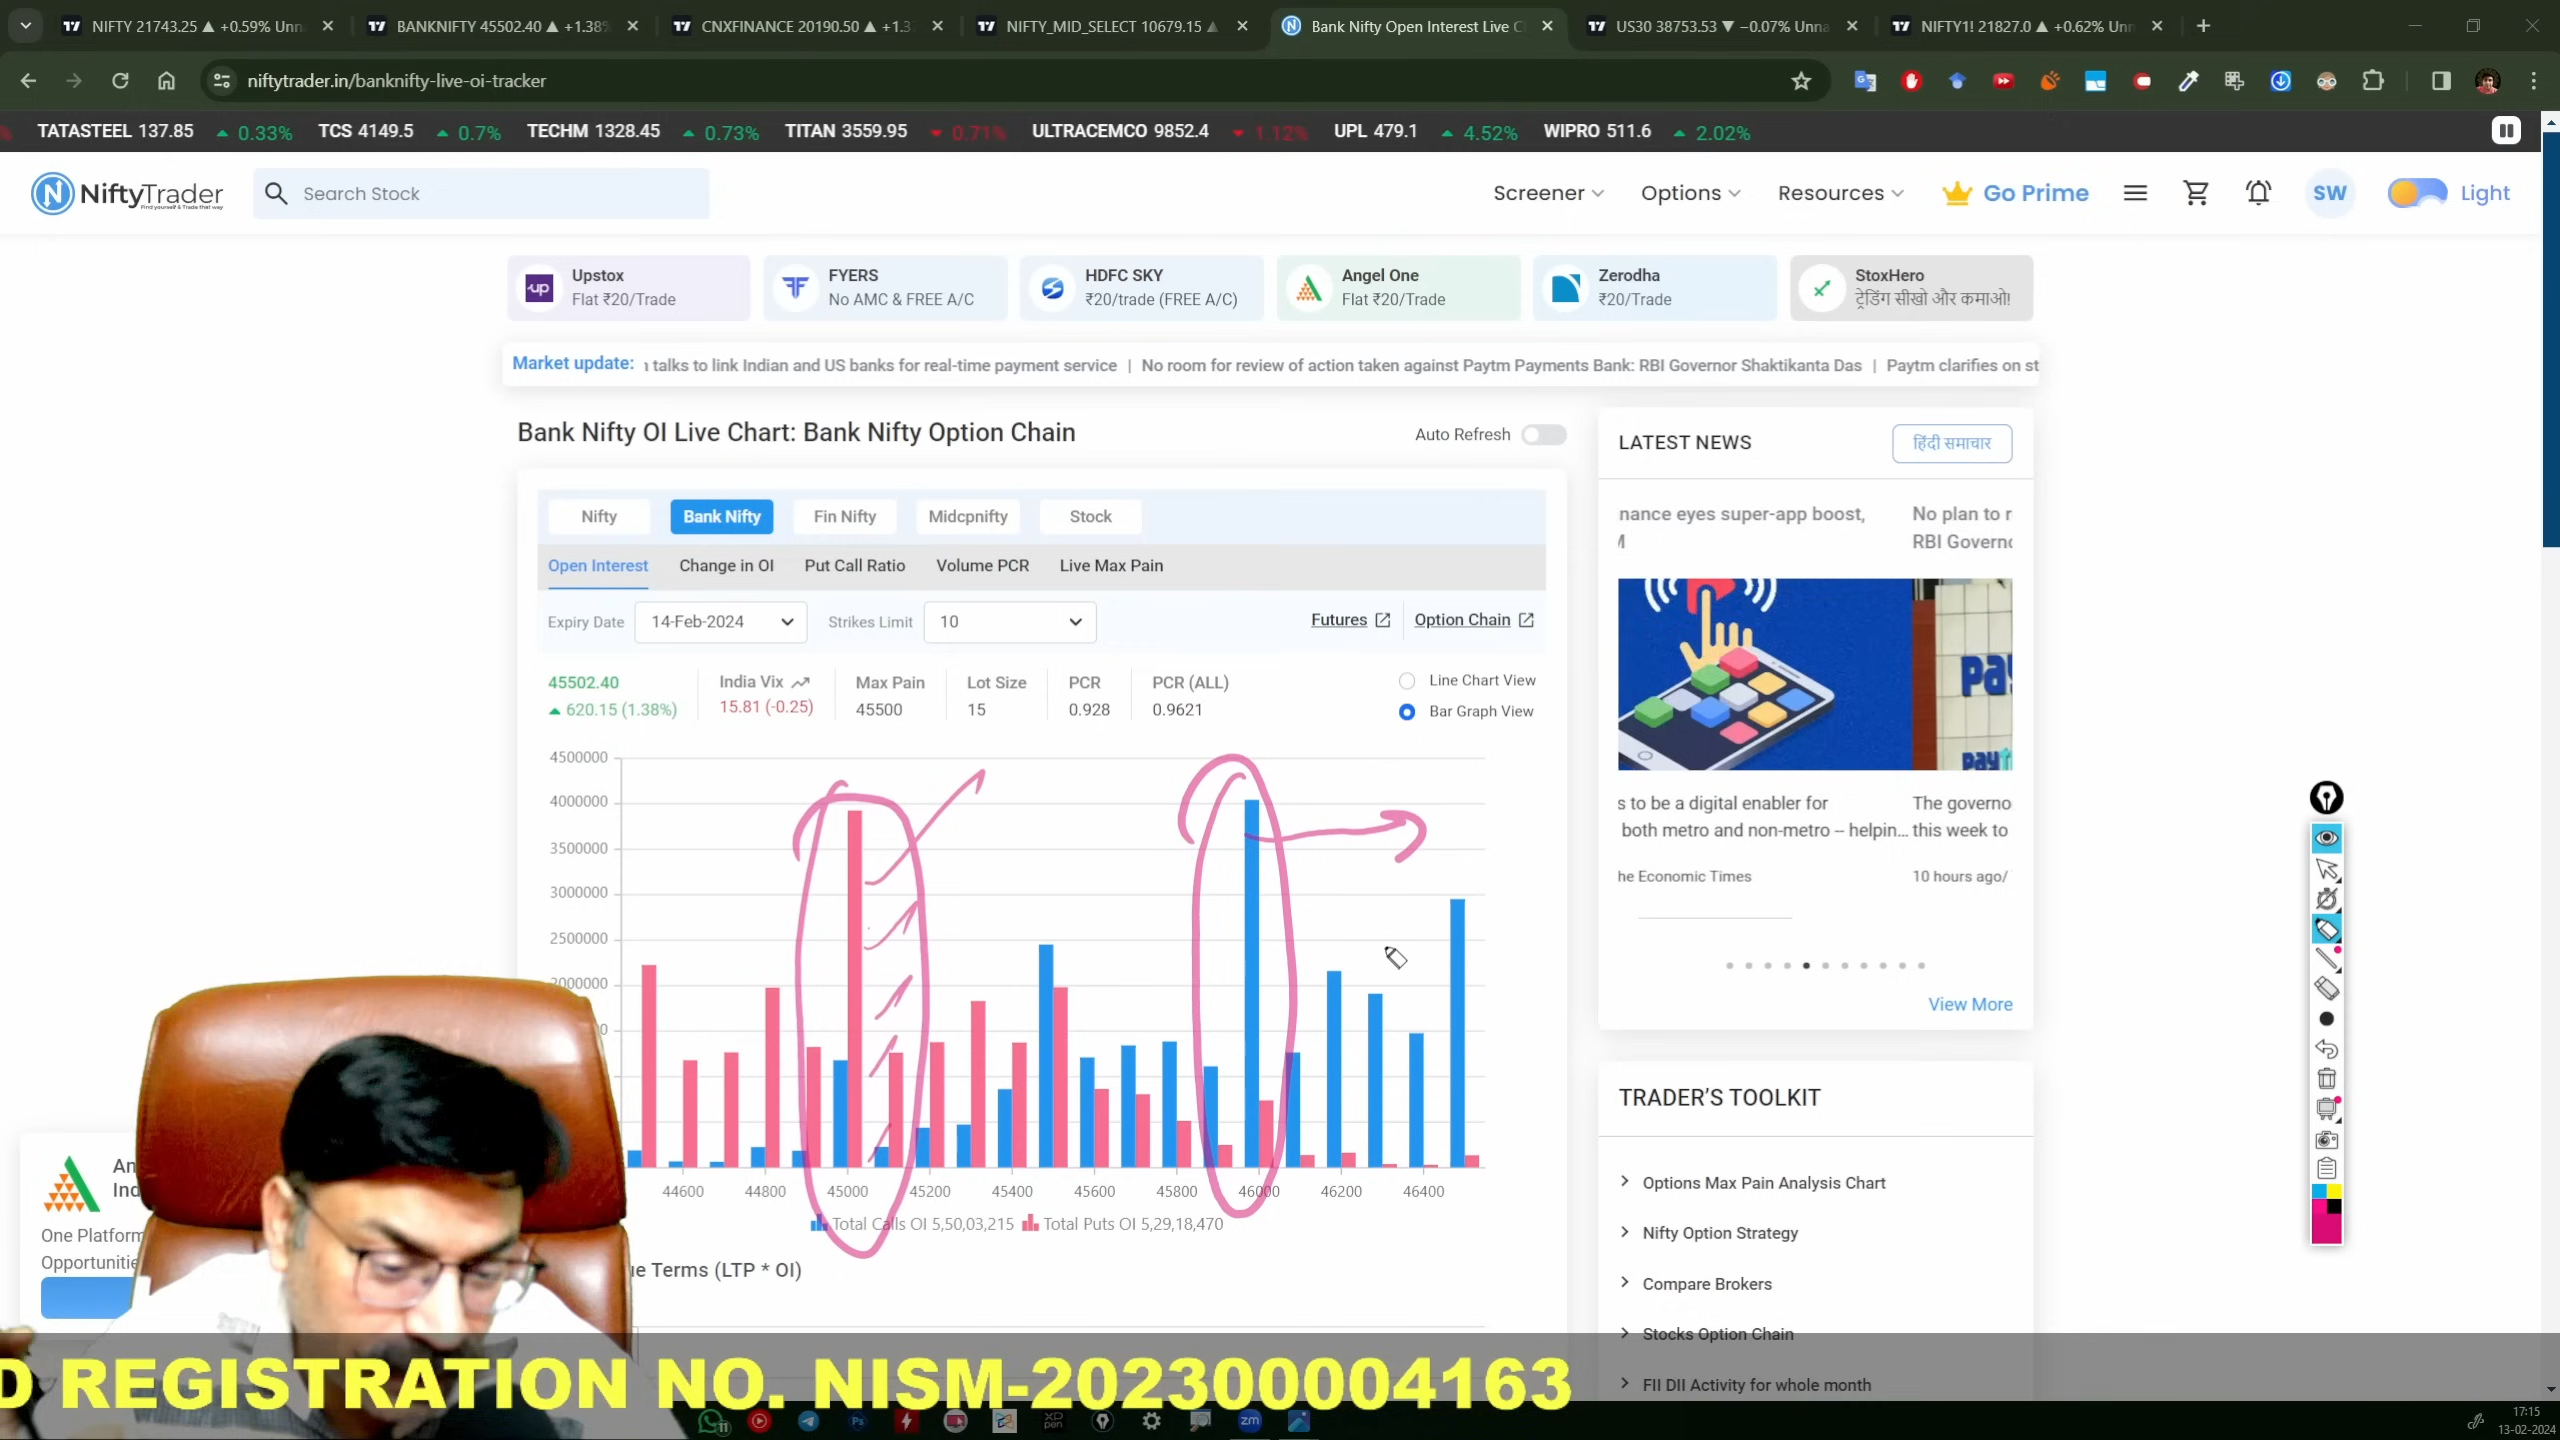 NIFTY 21743.25 ▲ +0.59% Unn
BANKNIFTY 45502.40 ▲ +1.38%
CNXFINANCE 20190.50 ▲ +1.3
NIFTY_MID_SELECT 10679.15 ▲
Bank Nifty Open Interest Live C
US30 38753.53 ▼ −0.07% Unna
NIFTY1! 21827.0 ▲ +0.62% Unn
niftytrader.in/banknifty-live-oi-tracker
TATASTEEL 137.85 ▲ 0.33% TCS 4149.5 ▲ 0.7% TECHM 1328.45 ▲ 0.73% TITAN 3559.95 ▼ 0.71% ULTRACEMCO 9852.4 ▼ 1.12% UPL 479.1 ▲ 4.52% WIPRO 511.6 ▲ 2.02%
NiftyTrader
Search Stock
Screener Options Resources Go Prime SW Light
Upstox
Flat ₹20/Trade
FYERS
No AMC & FREE A/C
HDFC SKY
₹20/trade (FREE A/C)
Angel One
Flat ₹20/Trade
Zerodha
₹20/Trade
StoxHero
ट्रेडिंग सीखो और कमाओ!
Market update: talks to link Indian and US banks for real-time payment service | No room for review of action taken against Paytm Payments Bank: RBI Governor Shaktikanta Das | Paytm clarifies on st
Bank Nifty OI Live Chart: Bank Nifty Option Chain
Auto Refresh
Nifty Bank Nifty Fin Nifty Midcpnifty Stock
Open Interest Change in OI Put Call Ratio Volume PCR Live Max Pain
Expiry Date 14-Feb-2024 Strikes Limit 10 Futures Option Chain
45502.40 India Vix Max Pain Lot Size PCR PCR (ALL) Line Chart View
▲ 620.15 (1.38%) 15.81 (-0.25) 45500 15 0.928 0.9621 Bar Graph View
4500000
4000000
3500000
3000000
2500000
2000000
44600 44800 45000 45200 45400 45600 45800 46000 46200 46400
Total Calls OI 5,50,03,215 Total Puts OI 5,29,18,470
ue Terms (LTP * OI)
LATEST NEWS
हिंदी समाचार
nance eyes super-app boost,
No plan to r
RBI Governo
s to be a digital enabler for
both metro and non-metro -- helpin...
he Economic Times
The governo
this week to
10 hours ago/
View More
TRADER'S TOOLKIT
Options Max Pain Analysis Chart
Nifty Option Strategy
Compare Brokers
Stocks Option Chain
FII DII Activity for whole month
An
Ind
One Platform
Opportunitie
D REGISTRATION NO. NISM-202300004163
17:15
13-02-2024